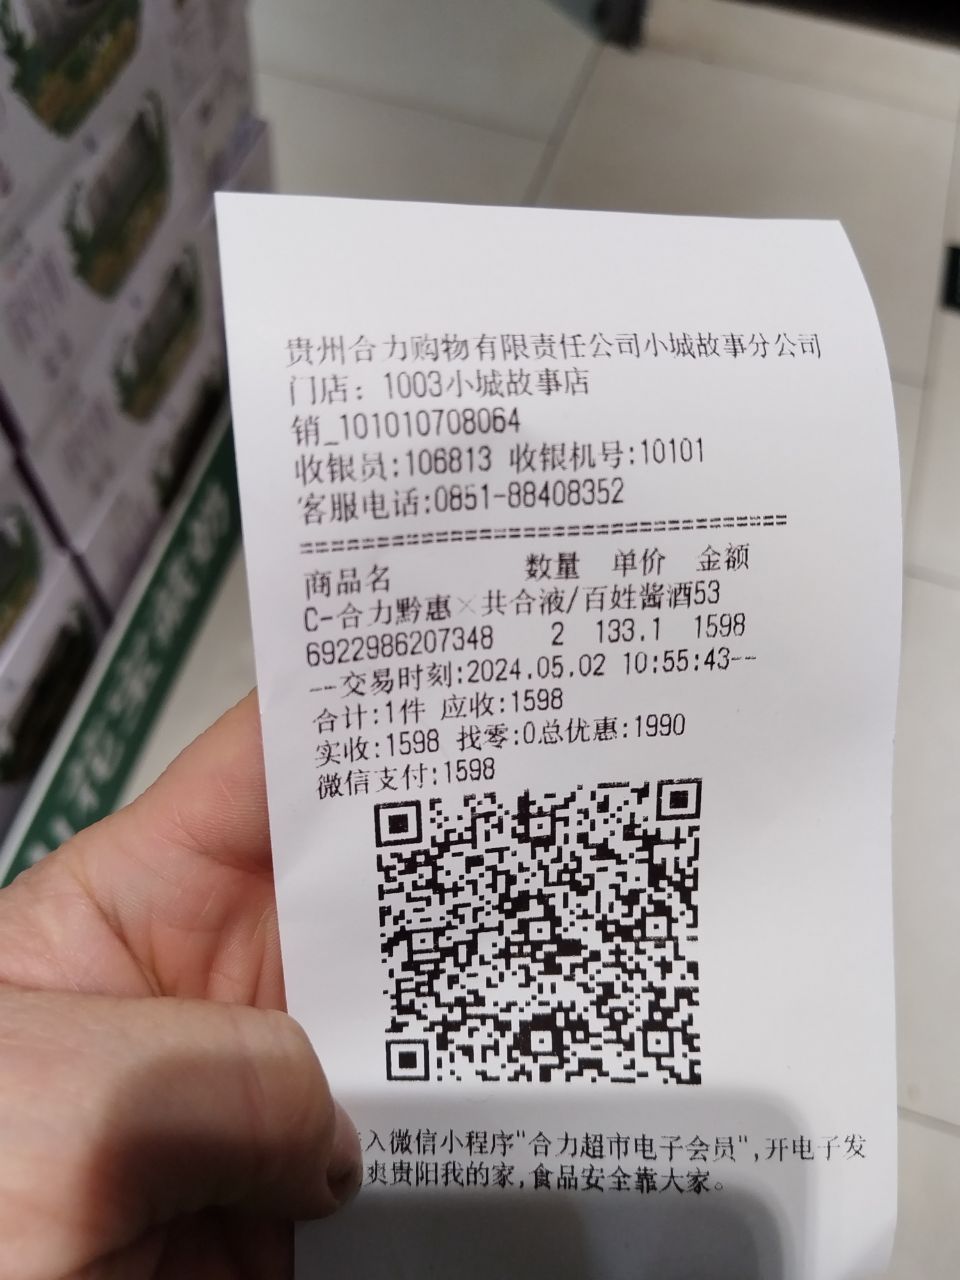 贵州合力购物有限责任公司小城故事分公司
门店：1003小城故事店
销_101010708064
收银员:106813 收银机号:10101
客服电话:0851-88408352
================================
商品名 数量 单价 金额
C-合力黔惠×共合液/百姓酱酒53
6922986207348 2 133.1 1598
--交易时刻:2024.05.02 10:55:43--
合计:1件 应收:1598
实收:1598 找零:0总优惠:1990
微信支付:1598
入微信小程序"合力超市电子会员",开电子发
爽贵阳我的家,食品安全靠大家。